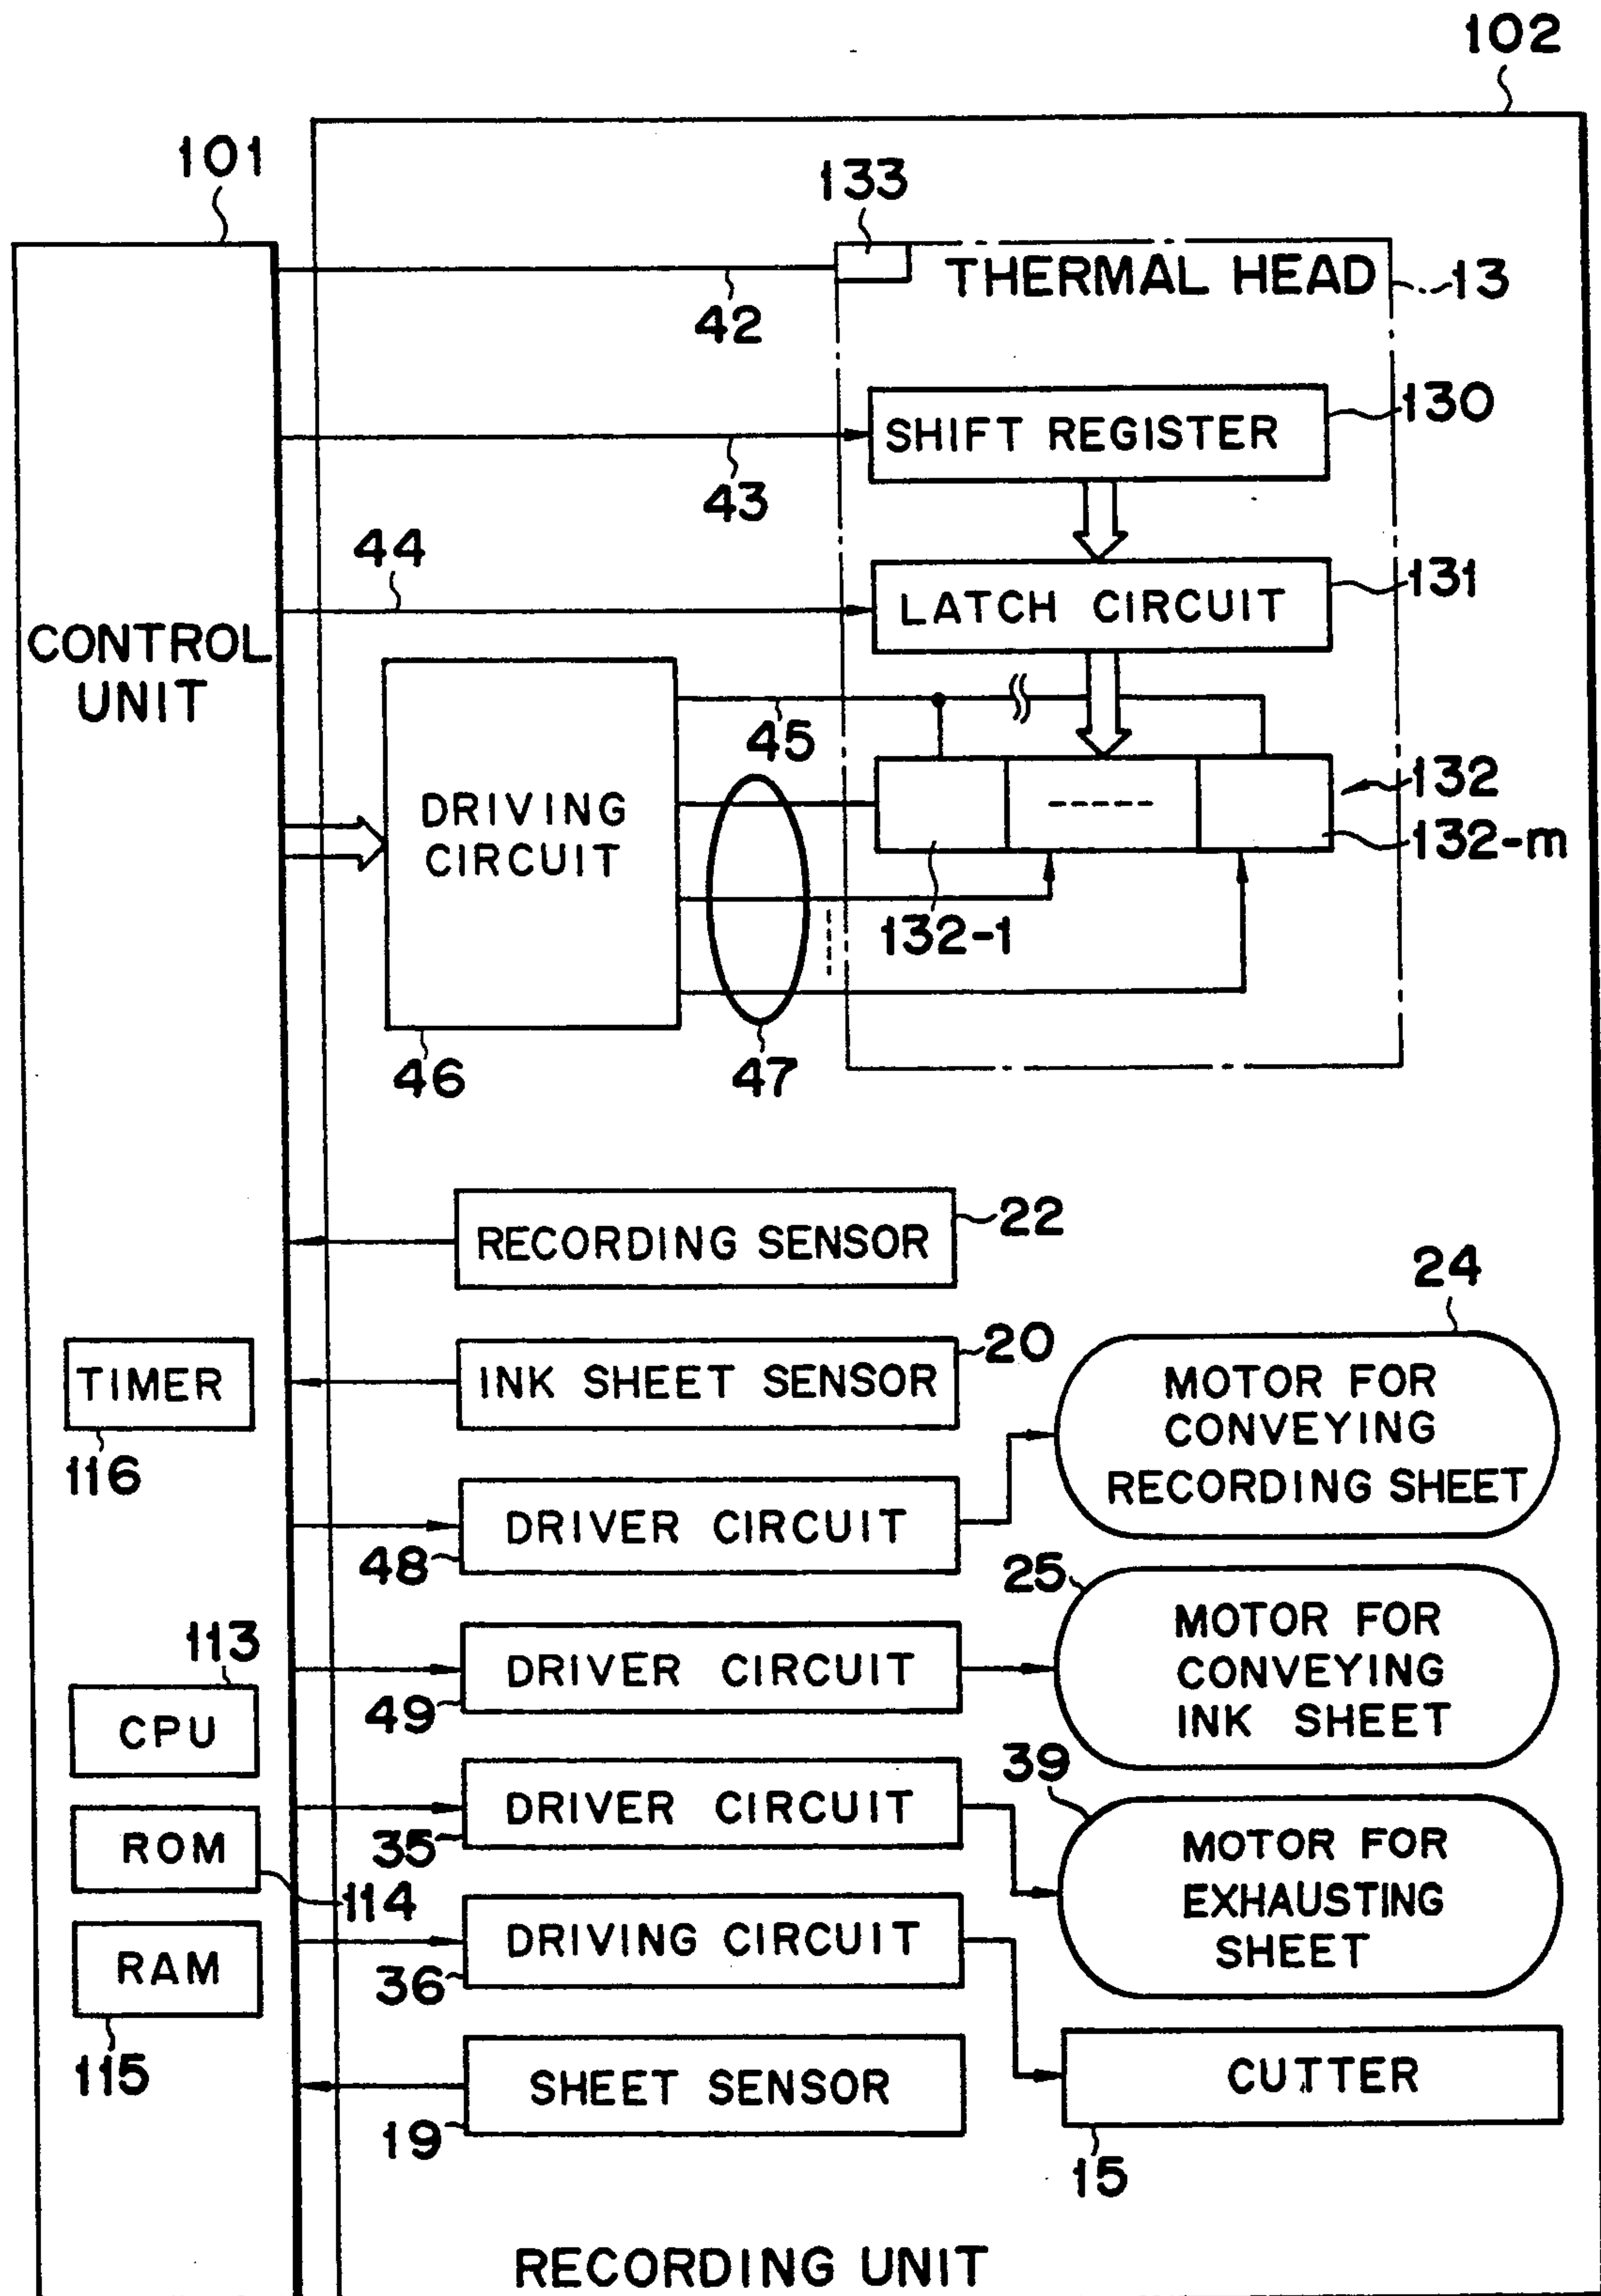 102
101
133
THERMAL HEAD
13
42
SHIFT REGISTER
130
43
44
LATCH CIRCUIT
131
CONTROL
UNIT
45
DRIVING
CIRCUIT
132
132-m
132-1
46
47
RECORDING SENSOR
22
24
TIMER
116
INK SHEET SENSOR
20
MOTOR FOR
CONVEYING
RECORDING SHEET
DRIVER CIRCUIT
48
25
MOTOR FOR
CONVEYING
INK SHEET
113
CPU
DRIVER CIRCUIT
49
39
ROM
114
DRIVER CIRCUIT
35
MOTOR FOR
EXHAUSTING
SHEET
RAM
115
DRIVING CIRCUIT
36
SHEET SENSOR
19
CUTTER
15
RECORDING UNIT